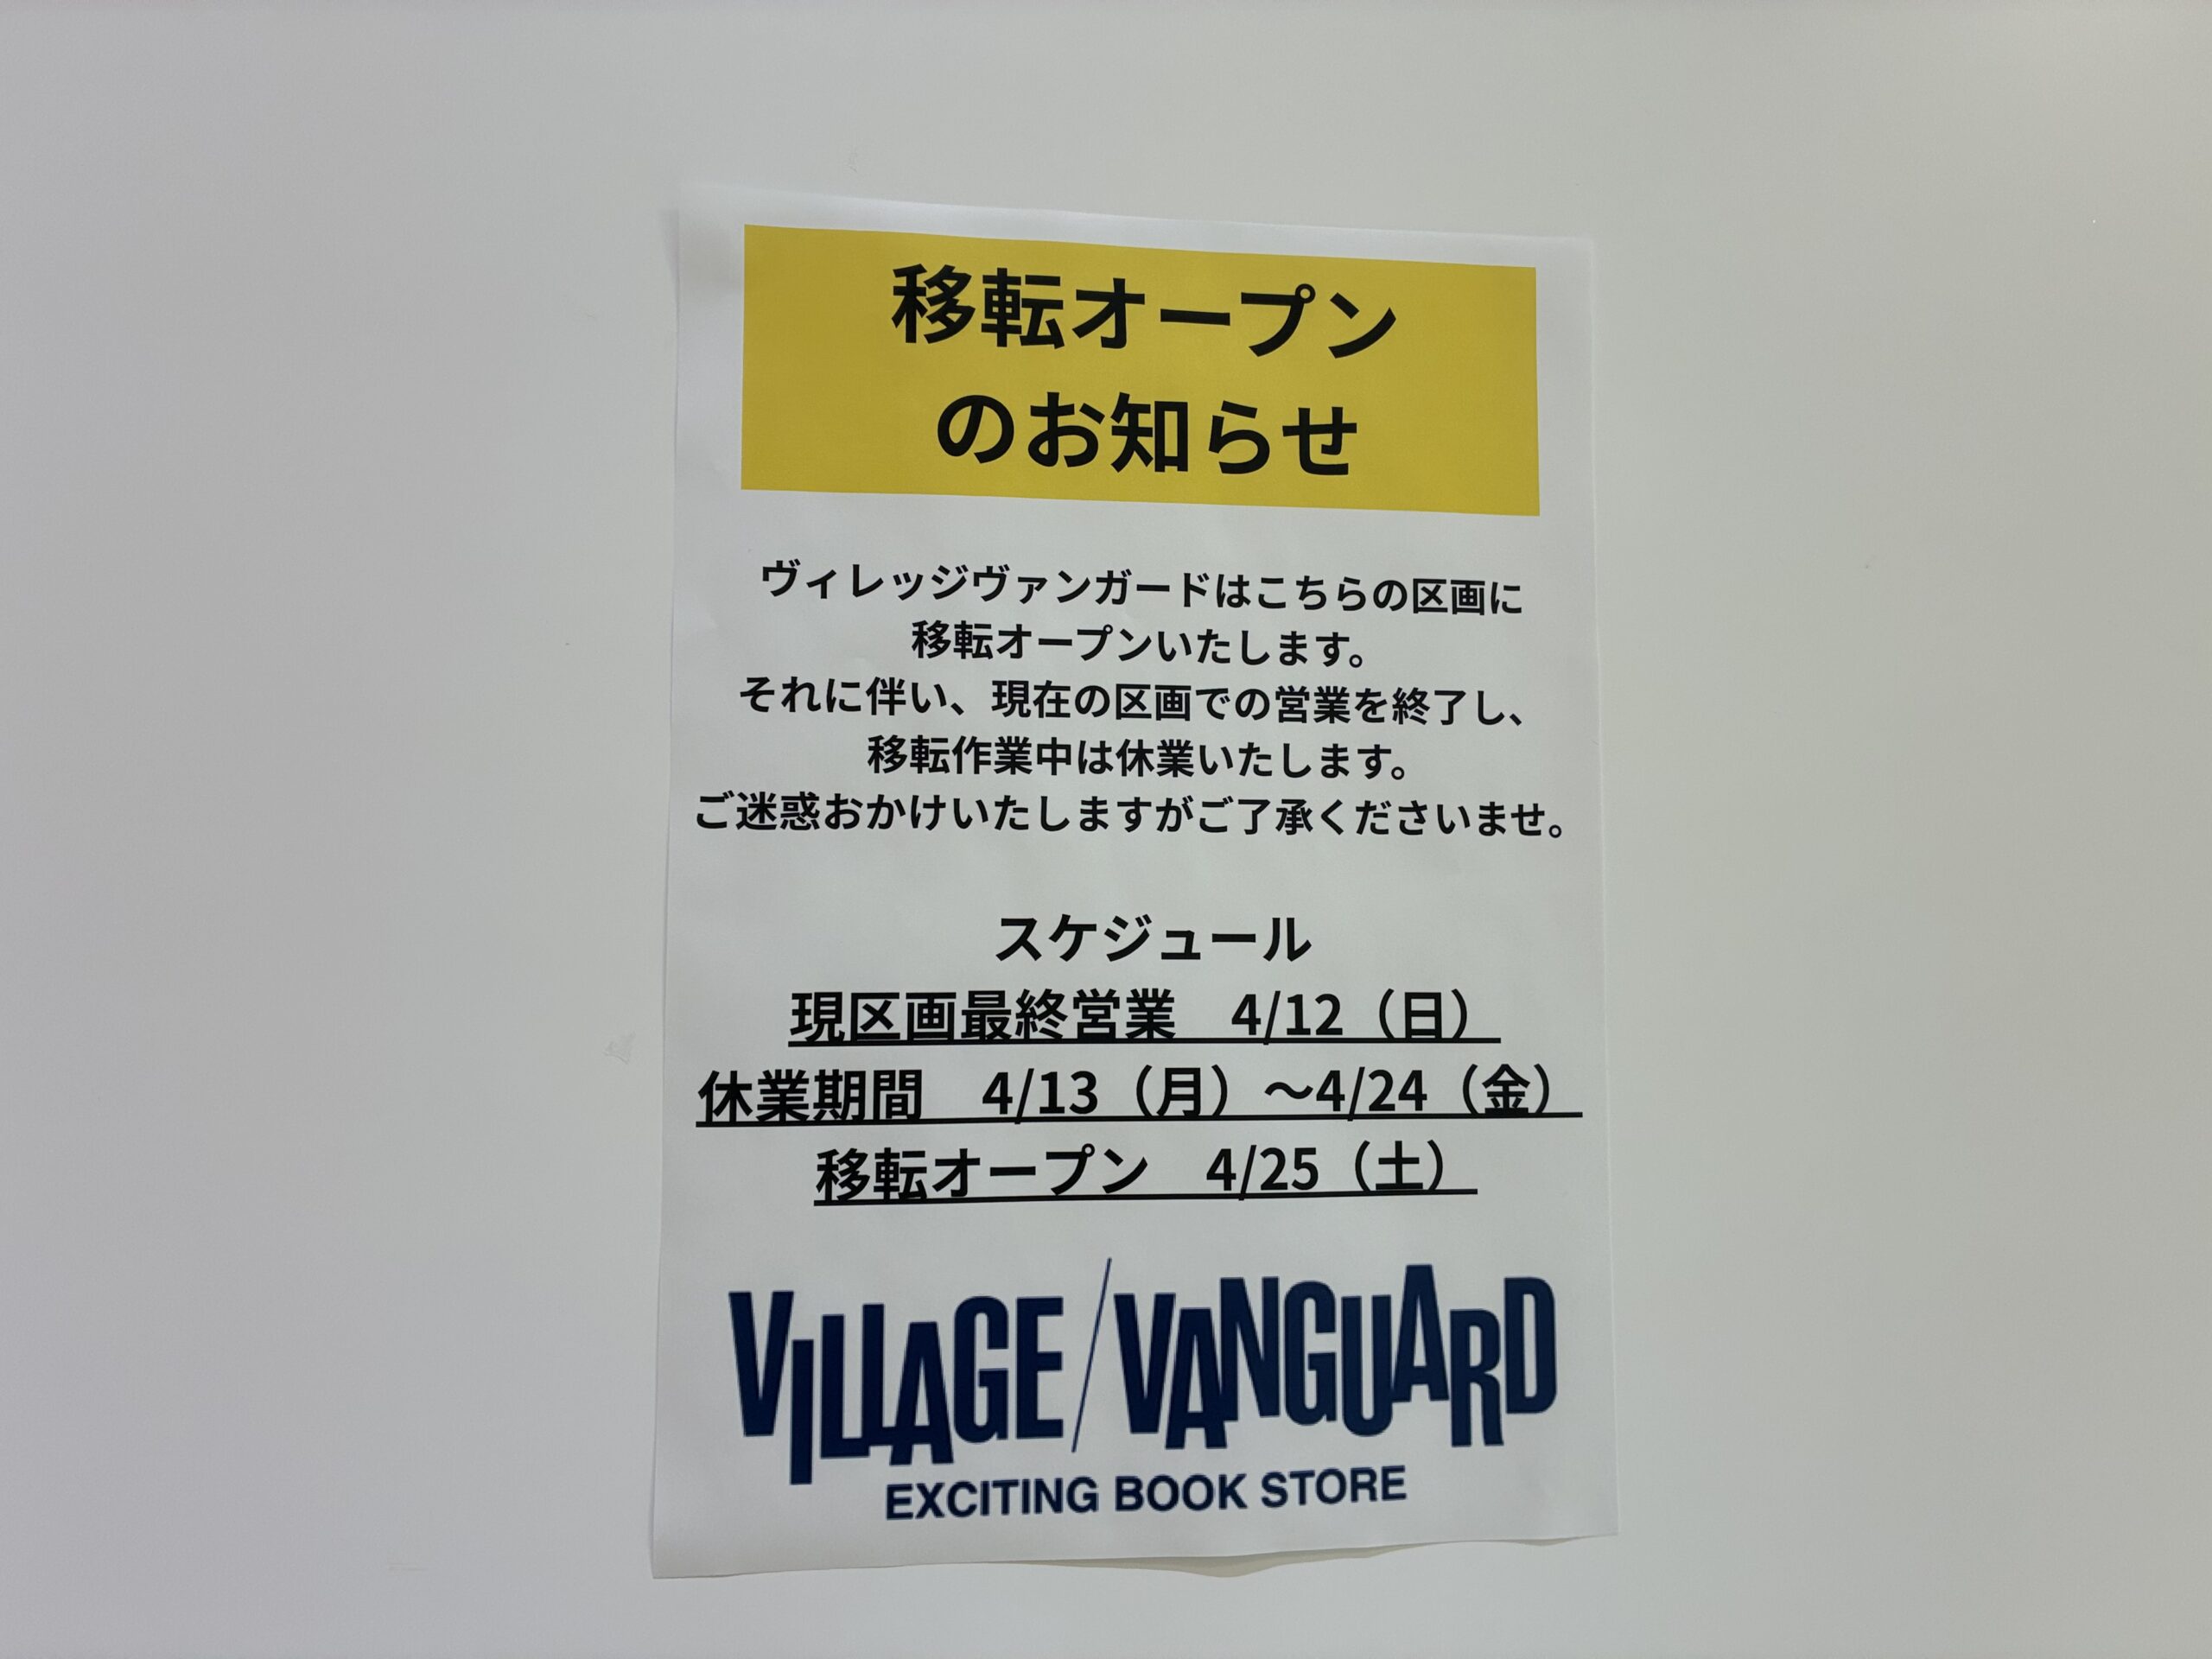 移転オープン
のお知らせ
ヴィレッジヴァンガードはこちらの区画に
移転オープンいたします。
それに伴い、現在の区画での営業を終了し、
移転作業中は休業いたします。
ご迷惑おかけいたしますがご了承くださいませ。
スケジュール
現区画最終営業　4/12（日）
休業期間　4/13（月）～4/24（金）
移転オープン　4/25（土）
VILLAGE/VANGUARD
EXCITING BOOK STORE